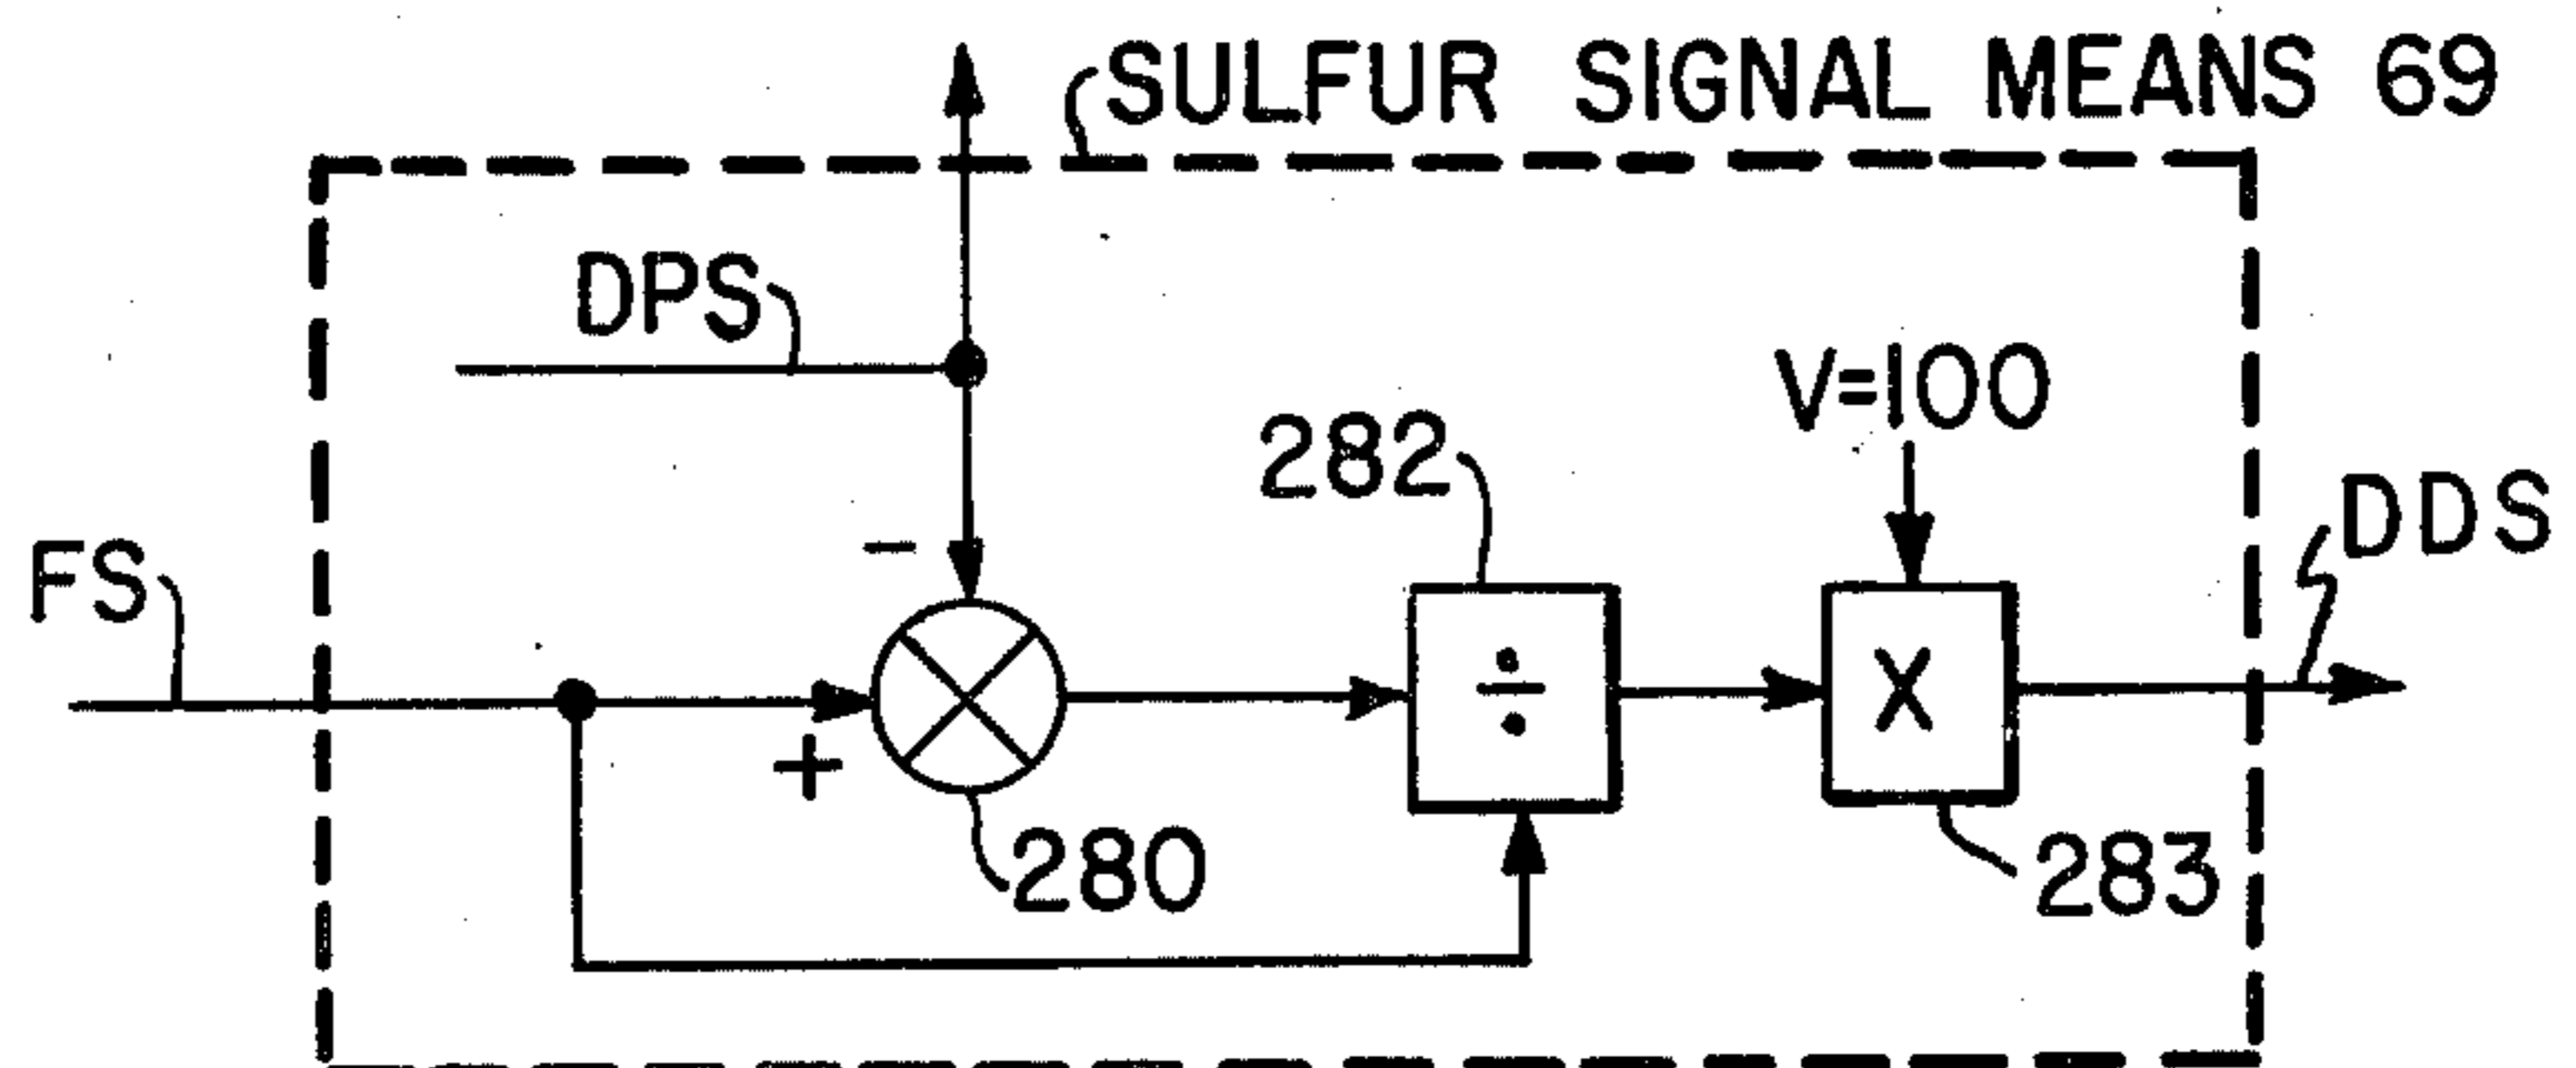 SULFUR SIGNAL MEANS 69
DPS
V=100
282
DDS
FS
-
÷
X
+
280
283